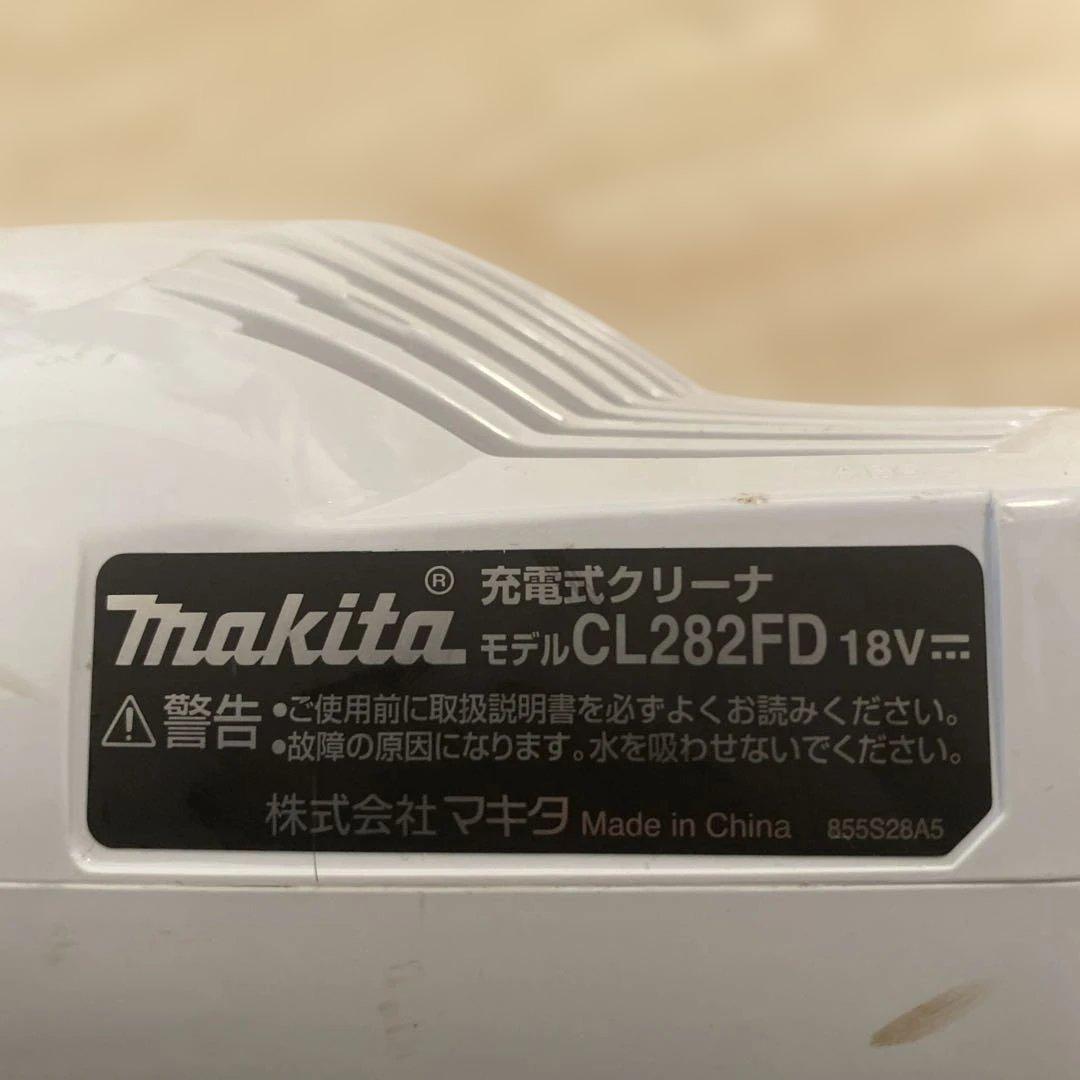 makita® 充電式クリーナ
モデルCL282FD 18V
⚠警告 •ご使用前に取扱説明書を必ずよくお読みください。
•故障の原因になります。水を吸わせないでください。
株式会社マキタ Made in China 855S28A5